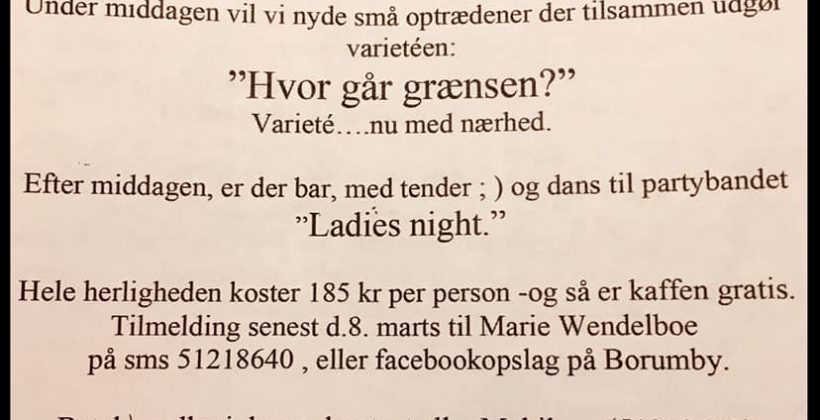 Under middagen vil vi nyde små optrædener der tilsammen udgør
varietéen:
”Hvor går grænsen?”
Varieté….nu med nærhed.
Efter middagen, er der bar, med tender ; ) og dans til partybandet
”Ladies night.”
Hele herligheden koster 185 kr per person -og så er kaffen gratis.
Tilmelding senest d.8. marts til Marie Wendelboe
på sms 51218640 , eller facebookopslag på Borumby.